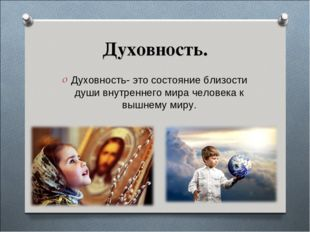 Духовность.
Духовность- это состояние близости
души внутреннего мира человека к
вышнему миру.